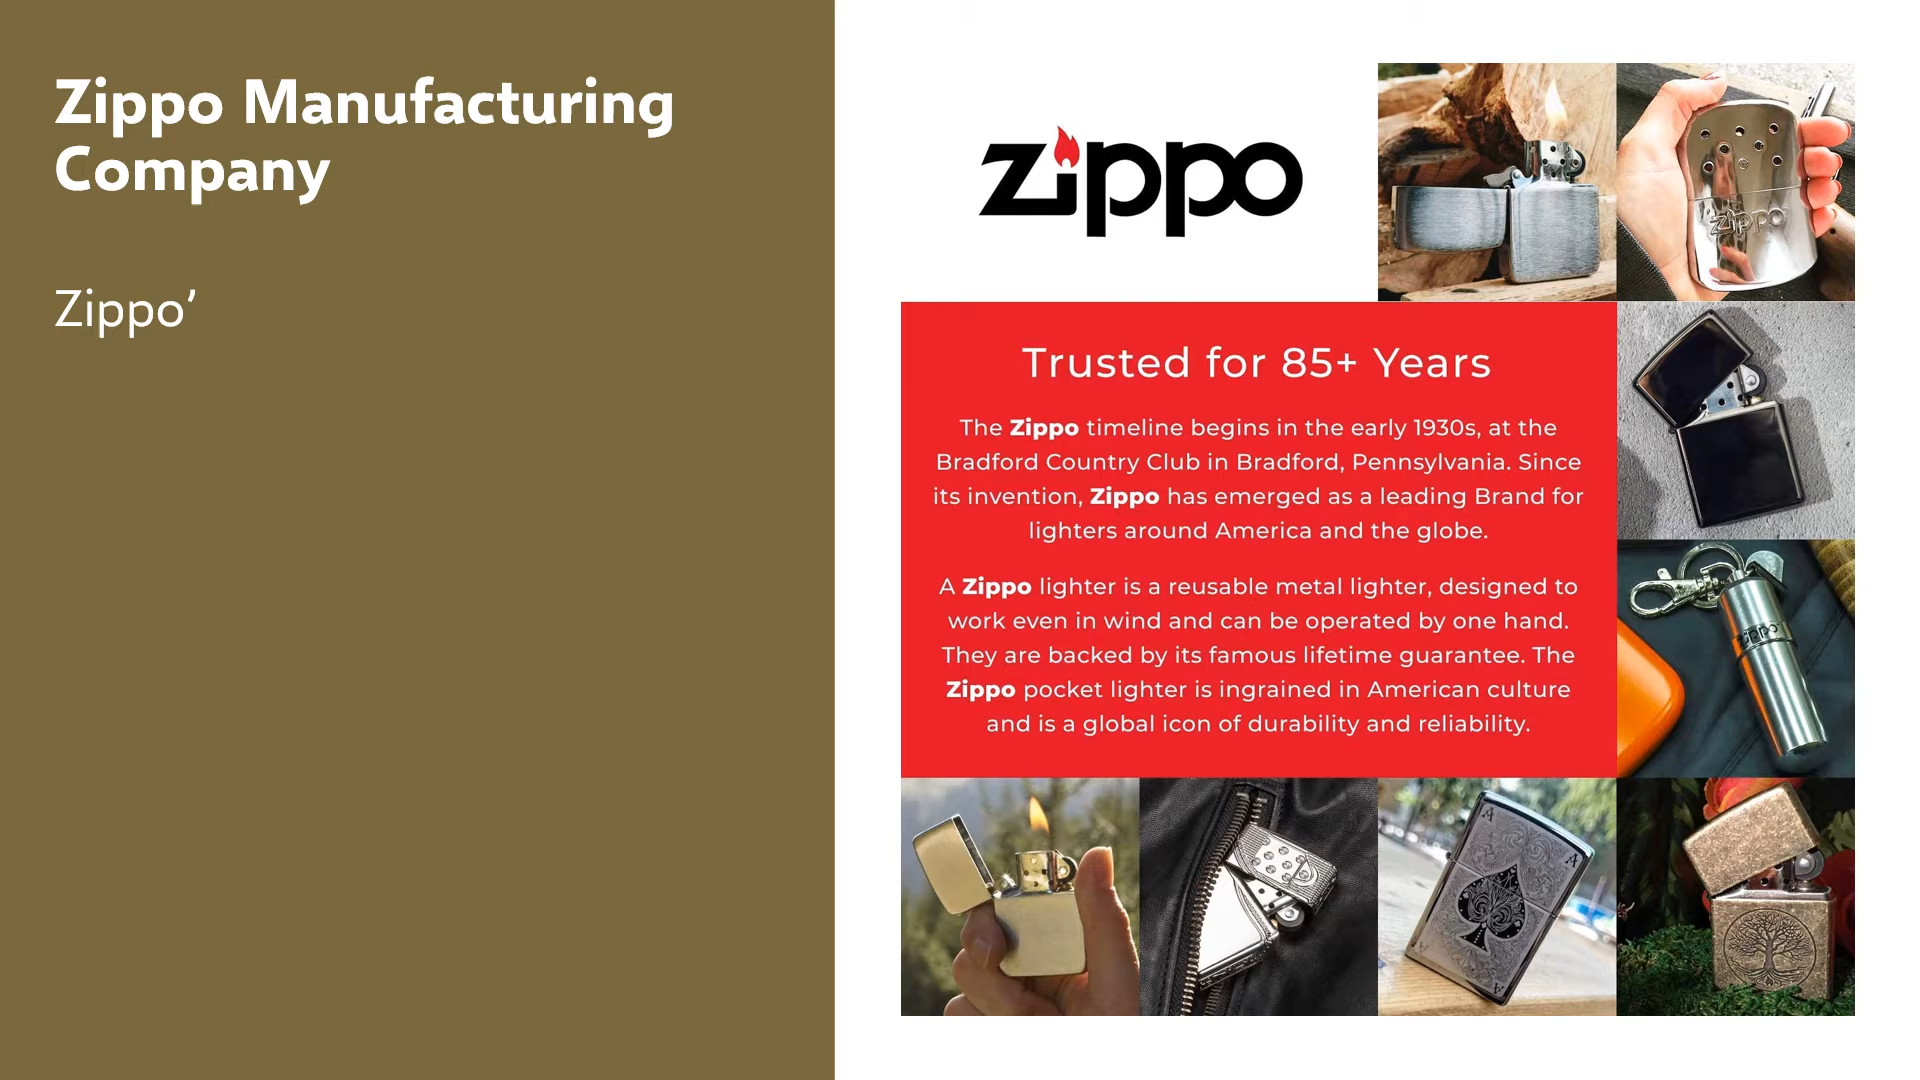 Zippo Manufacturing
Company
Zippo’
zippo
zippo
Trusted for 85+ Years
The Zippo timeline begins in the early 1930s, at the
Bradford Country Club in Bradford, Pennsylvania. Since
its invention, Zippo has emerged as a leading Brand for
lighters around America and the globe.
A Zippo lighter is a reusable metal lighter, designed to
work even in wind and can be operated by one hand.
They are backed by its famous lifetime guarantee. The
Zippo pocket lighter is ingrained in American culture
and is a global icon of durability and reliability.
zippo
A
A
A
A